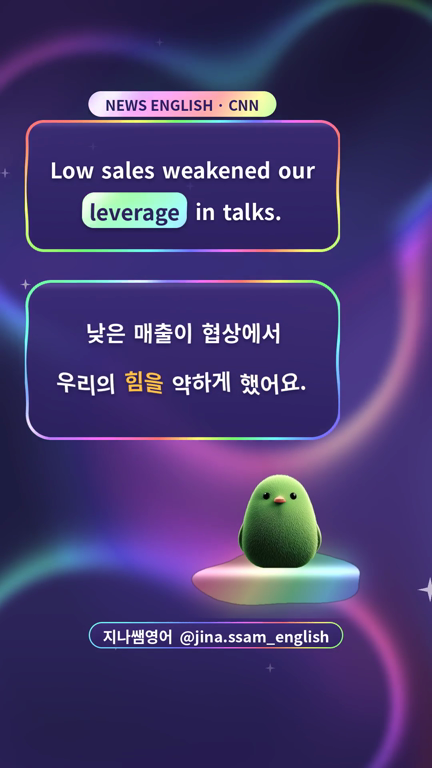 NEWS ENGLISH · CNN
Low sales weakened our
leverage in talks.
낮은 매출이 협상에서
우리의 힘을 약하게 했어요.
지나쌤영어 @jina.ssam_english